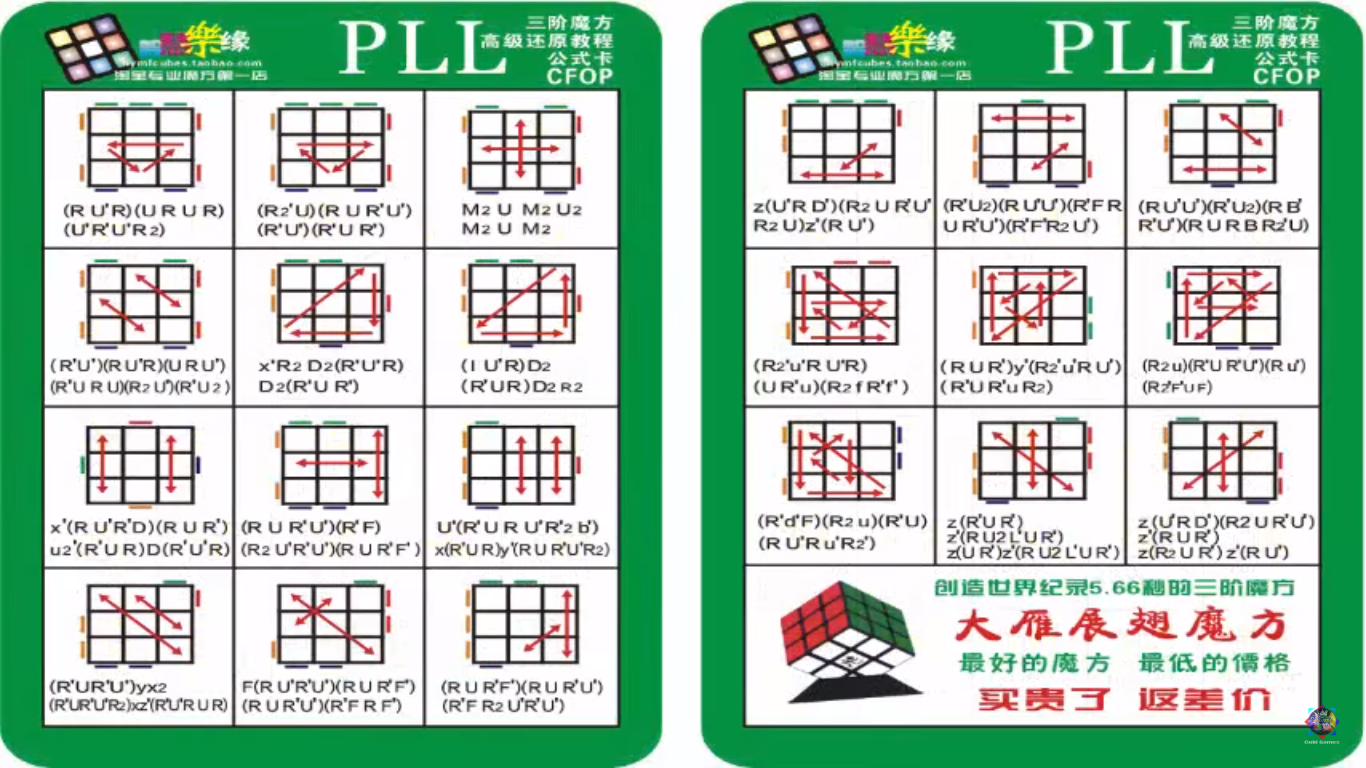 樂缘
ymfcubes.taobao.com
淘宝专业魔方第一店
PLL
三阶魔方
高级还原教程
公式卡
CFOP
(R U'R)(U R U R)
(U'R'U'R2)
(R2'U)(R U R'U')
(R'U')(R'U R')
M2 U M2 U2
M2 U M2
(R'U')(RU'R)(URU')
(R'U R U)(R2 U')(R'U2)
x'R2 D2(R'U'R)
D2(R'U R')
(l U'R)D2
(R'UR)D2 R2
x'(R U'R'D)(R U R')
u2'(R'U R)D(R'U'R)
(R U R'U')(R'F)
(R2 U'R'U')(R U R'F')
U'(R'U R U'R'2 b')
x(R'U R)y'(R U R'U'R2)
(R'UR'U')yx2
(R'UR'U'R2)xz'(R'U'R U R)
F(R U'R'U')(R U R'F')
(R U R'U')(R'F R F')
(R U R'F')(R U R'U')
(R'F R2 U'R'U')
樂缘
ymfcubes.taobao.com
淘宝专业魔方第一店
PLL
三阶魔方
高级还原教程
公式卡
CFOP
z(U'R D')(R2 U R'U'
R2 U)z'(R U')
(R'U2)(R U'U')(R'F R
U R'U')(R'F'R2 U')
(R U'U')(R'U2)(R B'
R'U')(R U R B R2'U)
(R2'u'R U'R)
(U R'u)(R2 f R'f')
(R U R')y'(R2'u'R U')
(R'U R'u R2)
(R2 u)(R'U R'U')(R u')
(R2'F'U F)
(R'd'F)(R2 u)(R'U)
(R U'R u'R2')
z(R'U R')
z'(R U2 L'U R')
z(U R')z'(R U2 L'U R')
z(U'R D')(R2 U R'U')
z'(R U R')
z(R2 U R') z'(R U')
创造世界纪录5.66秒的三阶魔方
大雁展翅魔方
最好的魔方 最低的價格
买贵了 返差价